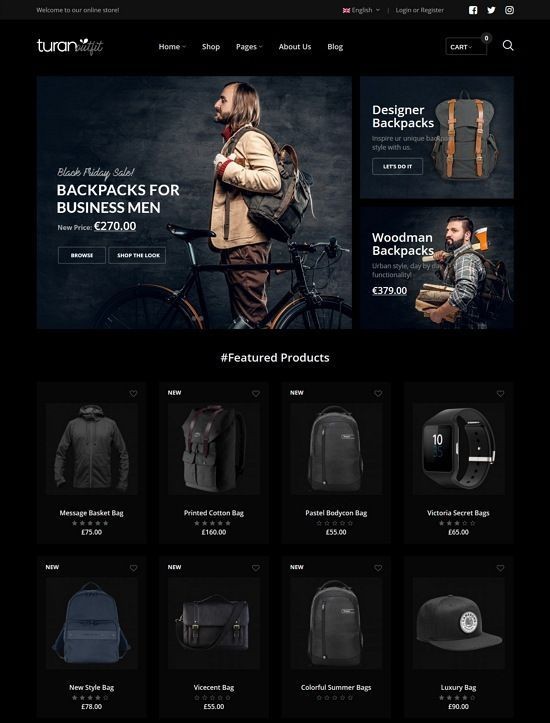 Welcome to our online store!
English
Login or Register
turan outfit
Home
Shop
Pages
About Us
Blog
CART
0
Black Friday Sale!
BACKPACKS FOR
BUSINESS MEN
New Price: €270.00
BROWSE
SHOP THE LOOK
Designer
Backpacks
Inspire ur unique backpack
style with us.
LET'S DO IT
Woodman
Backpacks
Urban style, day by day
functionality!
€379.00
#Featured Products
Message Basket Bag
£75.00
NEW
Printed Cotton Bag
£160.00
NEW
Pastel Bodycon Bag
£55.00
10
Victoria Secret Bags
£65.00
NEW
New Style Bag
£78.00
NEW
Vicecent Bag
£55.00
NEW
Colorful Summer Bags
£55.00
Luxury Bag
£90.00